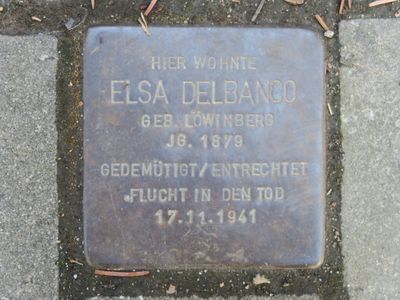 HIER WOHNTE
ELSA DELBANCO
GEB. LÖWINBERG
JG. 1879
GEDEMÜTIGT/ENTRECHTET
FLUCHT IN DEN TOD
17.11.1941